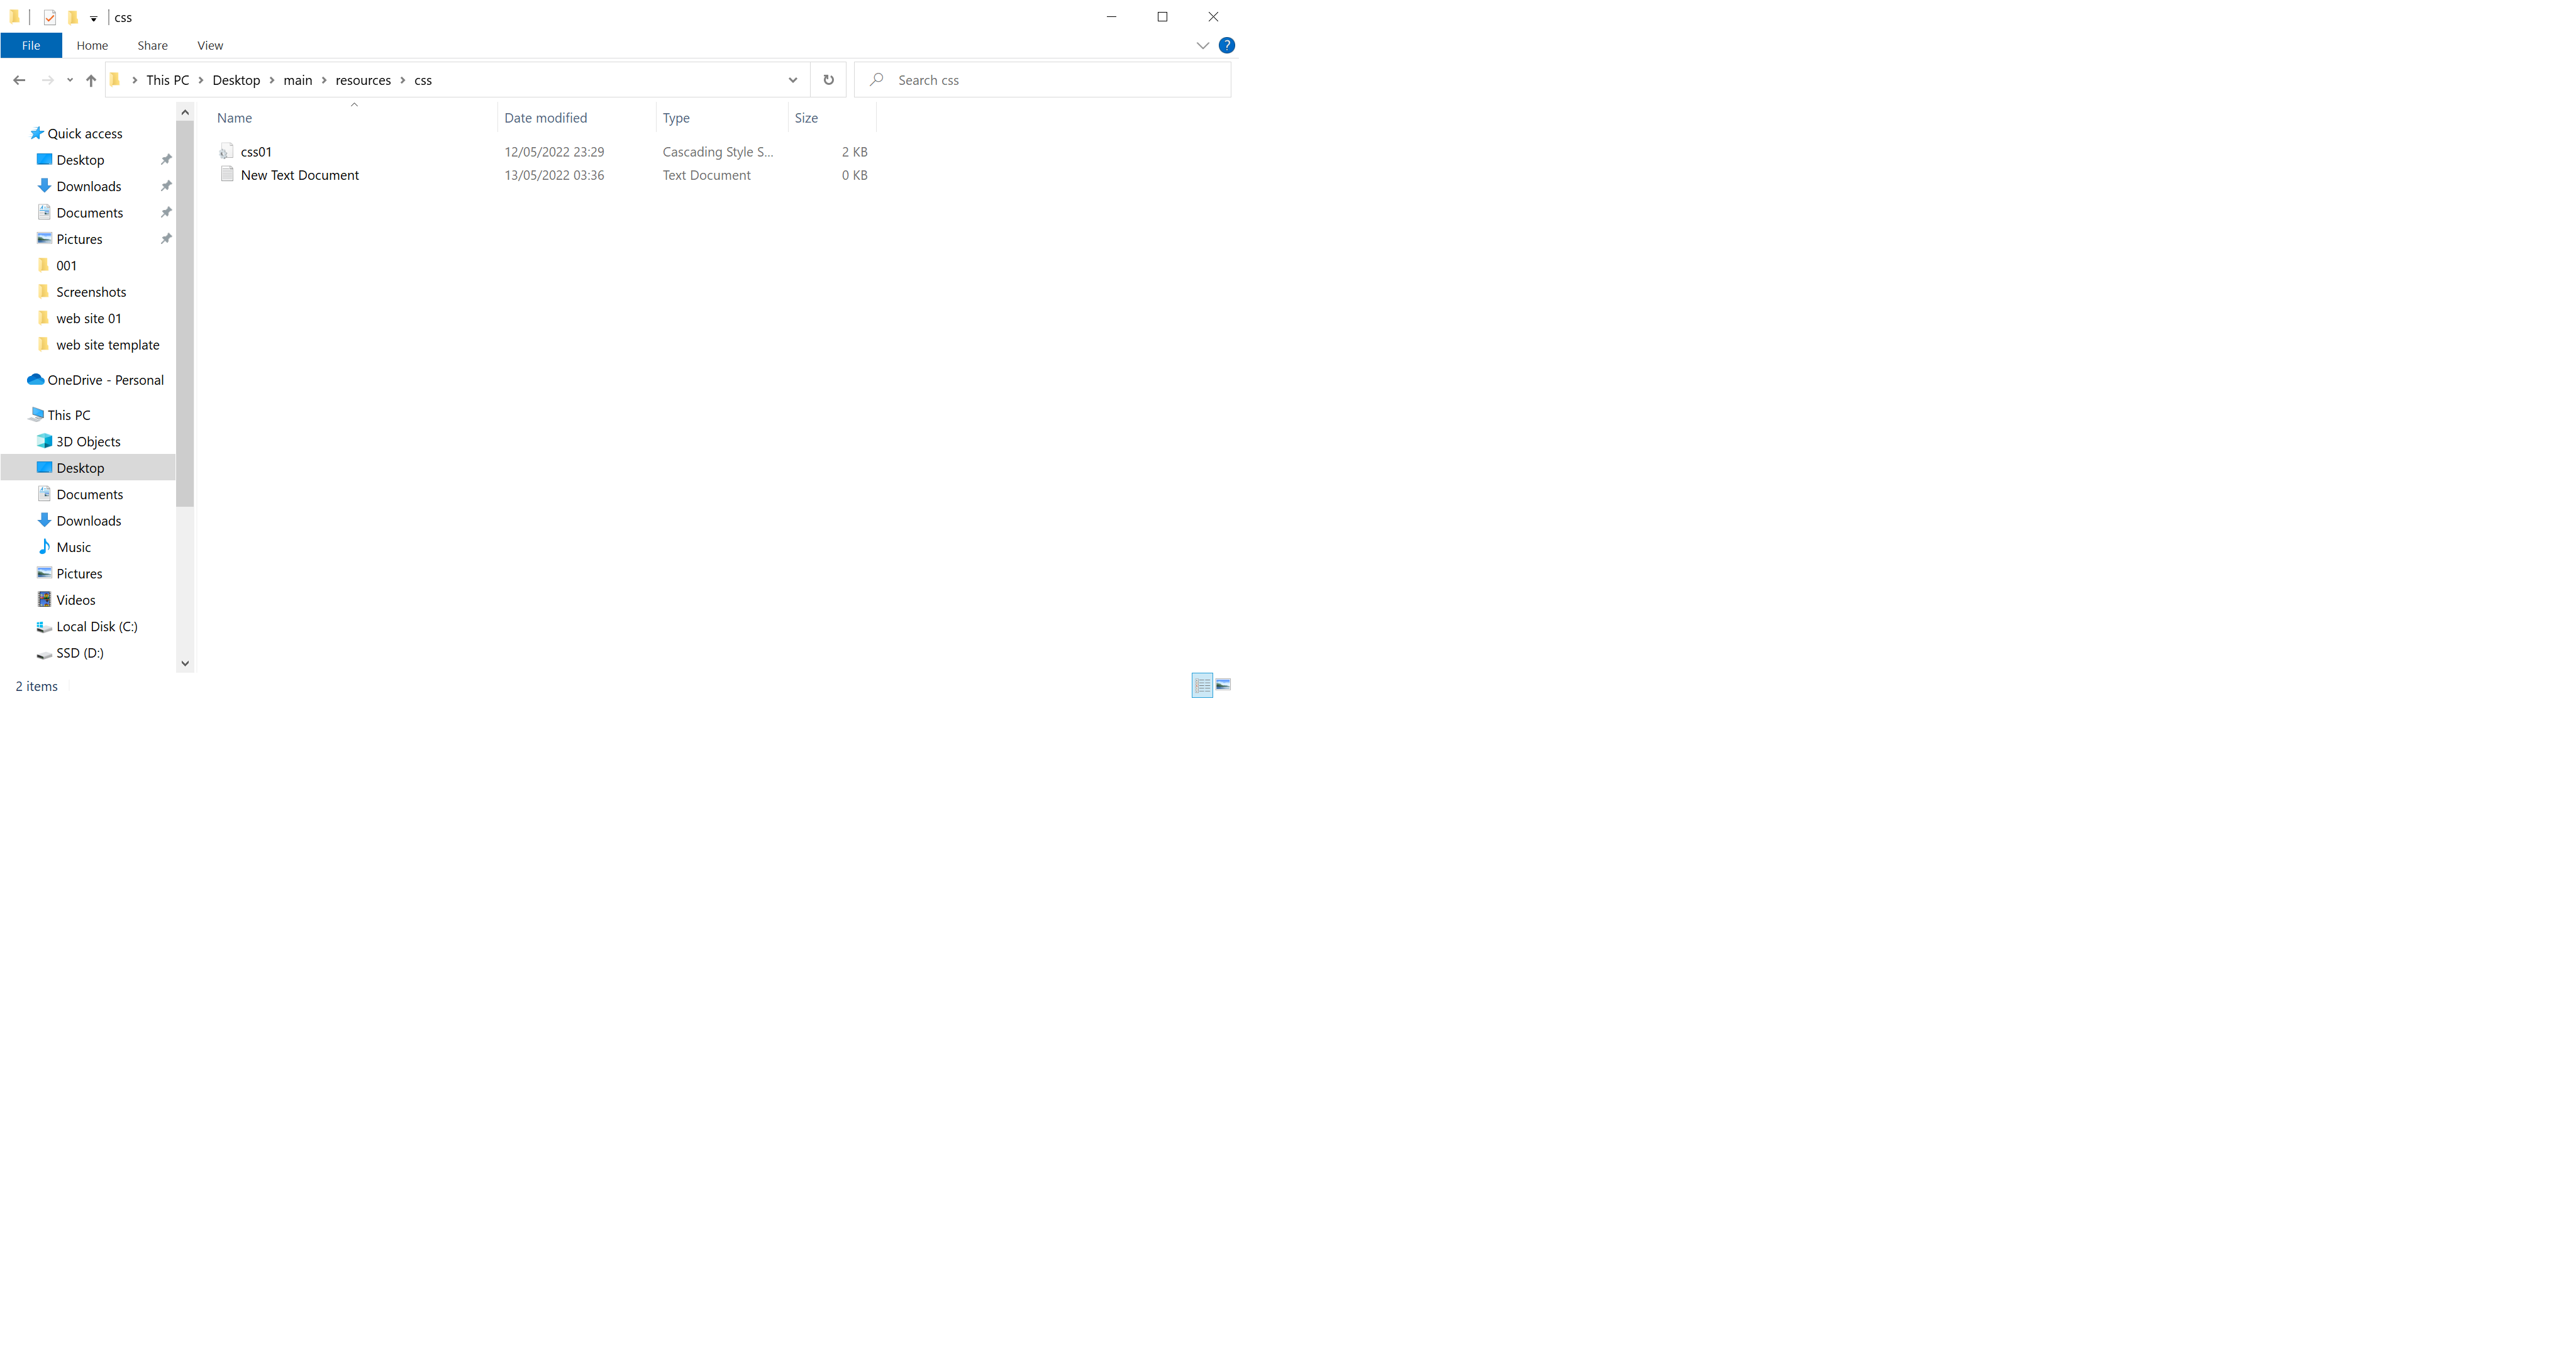 css
File Home Share View ?
This PC > Desktop > main > resources > css
Search css
Name Date modified Type Size
css01 12/05/2022 23:29 Cascading Style S... 2 KB
New Text Document 13/05/2022 03:36 Text Document 0 KB
Quick access
Desktop
Downloads
Documents
Pictures
001
Screenshots
web site 01
web site template
OneDrive - Personal
This PC
3D Objects
Desktop
Documents
Downloads
Music
Pictures
Videos
Local Disk (C:)
SSD (D:)
2 items